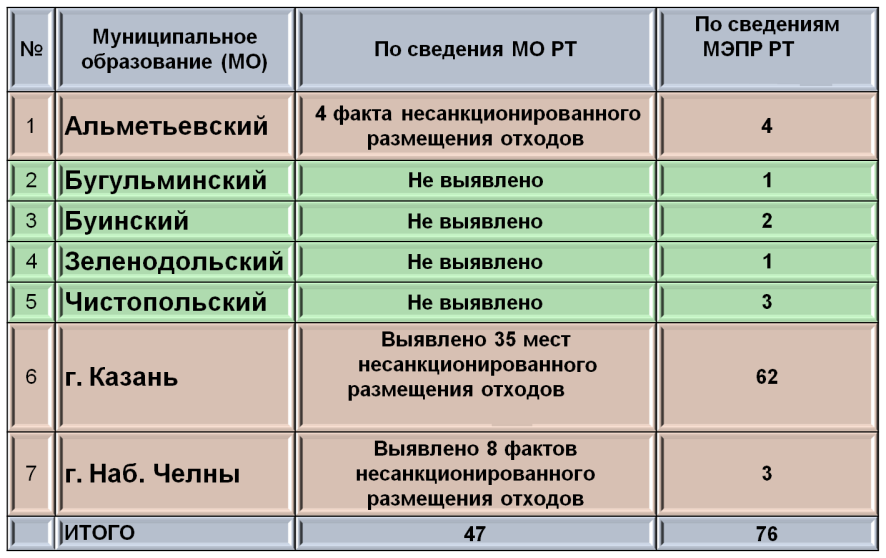 №
Муниципальное
образование (МО)
По сведения МО РТ
По сведениям
МЭПР РТ
1
Альметьевский
4 факта несанкционированного
размещения отходов
4
2
Бугульминский
Не выявлено
1
3
Буинский
Не выявлено
2
4
Зеленодольский
Не выявлено
1
5
Чистопольский
Не выявлено
3
6
г. Казань
Выявлено 35 мест
несанкционированного
размещения отходов
62
7
г. Наб. Челны
Выявлено 8 фактов
несанкционированного
размещения отходов
3
ИТОГО
47
76